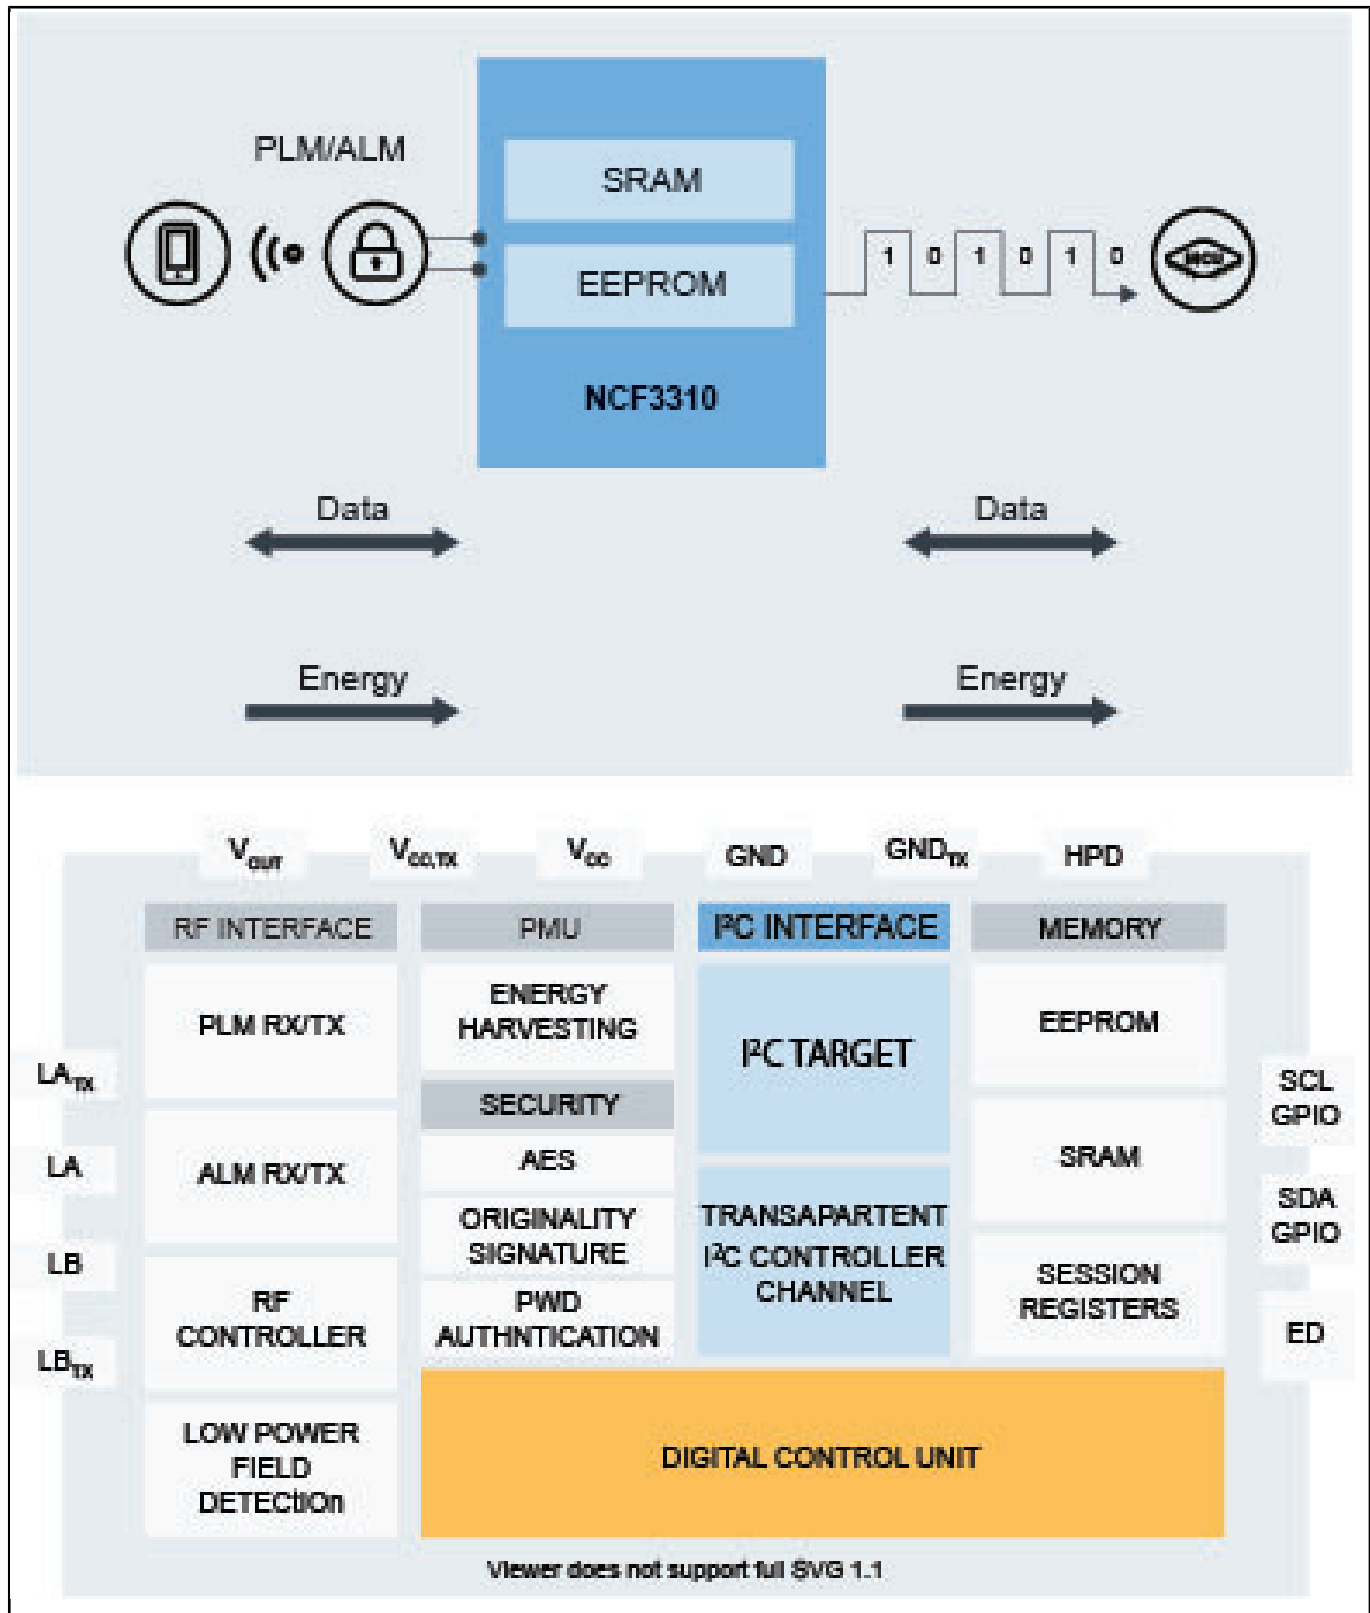 PLM/ALM
SRAM
EEPROM
1 0 1 0 1 0
MCU
NCF3310
Data
Data
Energy
Energy
VOUT
VCC,TX
VCC
GND
GNDTX
HPD
RF INTERFACE
PMU
I²C INTERFACE
MEMORY
PLM RX/TX
ENERGY
HARVESTING
I²C TARGET
EEPROM
LATX
SECURITY
SCL
GPIO
LA
ALM RX/TX
AES
SRAM
ORIGINALITY
SIGNATURE
TRANSAPARTENT
I²C CONTROLLER
CHANNEL
SDA
GPIO
LB
RF
CONTROLLER
PWD
AUTHNTICATION
SESSION
REGISTERS
ED
LBTX
LOW POWER
FIELD
DETECtIOn
DIGITAL CONTROL UNIT
Viewer does not support full SVG 1.1